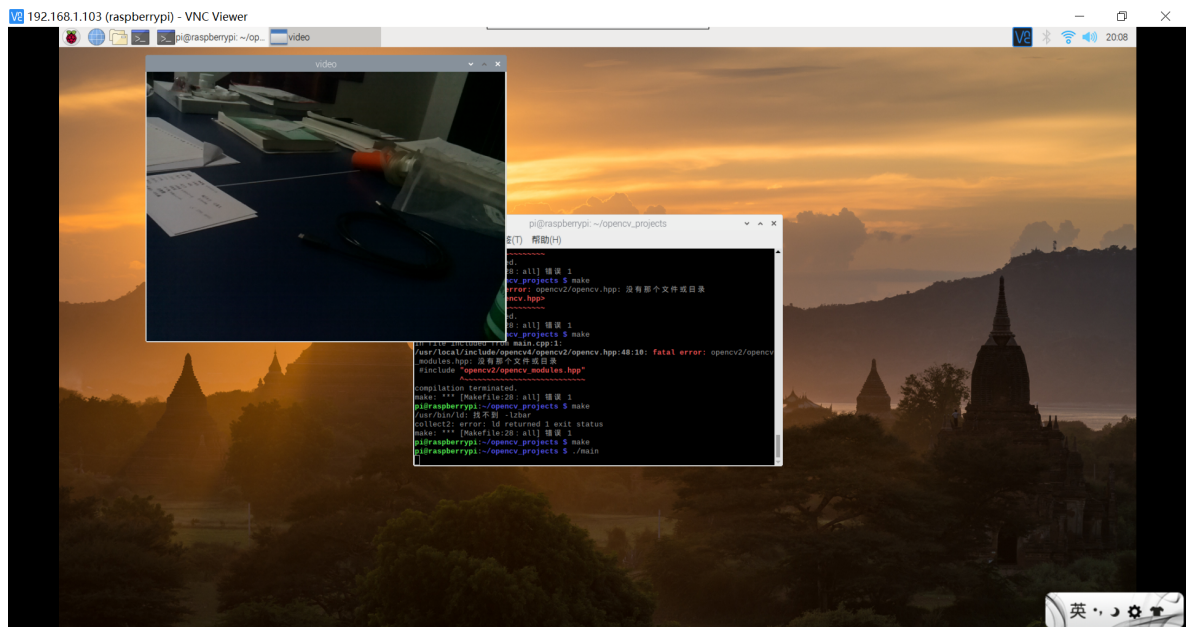 192.168.1.103 (raspberrypi) - VNC Viewer
pi@raspberrypi: ~/op...
video
20:08
video
pi@raspberrypi: ~/opencv_projects
签(T) 帮助(H)
ed.
28：all] 错误 1
ncv_projects $ make
error: opencv2/opencv.hpp: 没有那个文件或目录
encv.hpp>
ed.
28：all] 错误 1
ncv_projects $ make
In file included from main.cpp:1:
/usr/local/include/opencv4/opencv2/opencv.hpp:48:10: fatal error: opencv2/opencv
_modules.hpp: 没有那个文件或目录
#include "opencv2/opencv_modules.hpp"
^~~~~~~~~~~~~~~~~~~~~~~~~~~~~
compilation terminated.
make: *** [Makefile:28：all] 错误 1
pi@raspberrypi:~/opencv_projects $ make
/usr/bin/ld: 找不到 -lzbar
collect2: error: ld returned 1 exit status
make: *** [Makefile:28：all] 错误 1
pi@raspberrypi:~/opencv_projects $ make
pi@raspberrypi:~/opencv_projects $ ./main
英